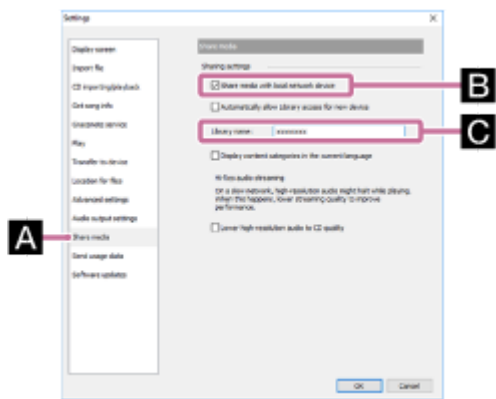 Settings
Display screen
Import file
CD importing/playback
Get song info
Gracenote service
Play
Transfer to device
Location for files
Advanced settings
Audio output settings
Share media
Send usage data
Software updates
Share media
Sharing settings
Share media with local network device
Automatically allow Library access for new device
Library name:
Display content categories in the current language
Hi-Res audio streaming
On a slow network, high-resolution audio might halt while playing.
When this happens, lower streaming quality to improve
performance.
Lower high-resolution audio to CD quality
OK
Cancel
A
B
C